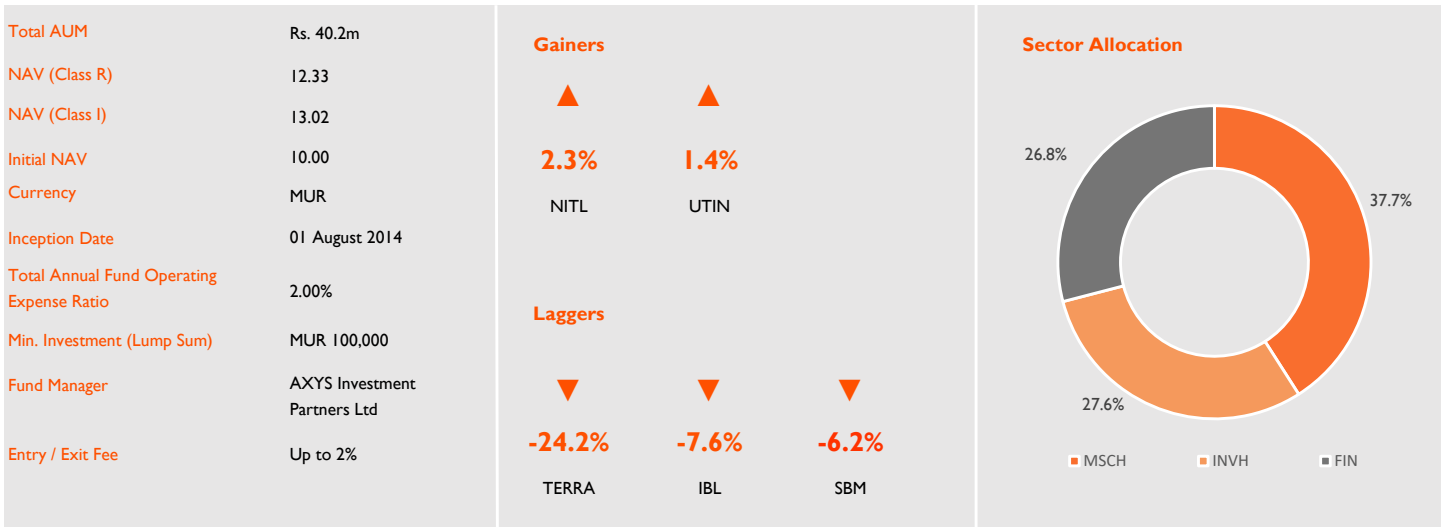 Total AUM Rs. 40.2m
NAV (Class R) 12.33
NAV (Class I) 13.02
Initial NAV 10.00
Currency MUR
Inception Date 01 August 2014
Total Annual Fund Operating
Expense Ratio 2.00%
Min. Investment (Lump Sum) MUR 100,000
Fund Manager AXYS Investment
Partners Ltd
Entry / Exit Fee Up to 2%
Gainers
2.3% 1.4%
NITL UTIN
Laggers
-24.2% -7.6% -6.2%
TERRA IBL SBM
Sector Allocation
26.8%
37.7%
27.6%
MSCH INVH FIN